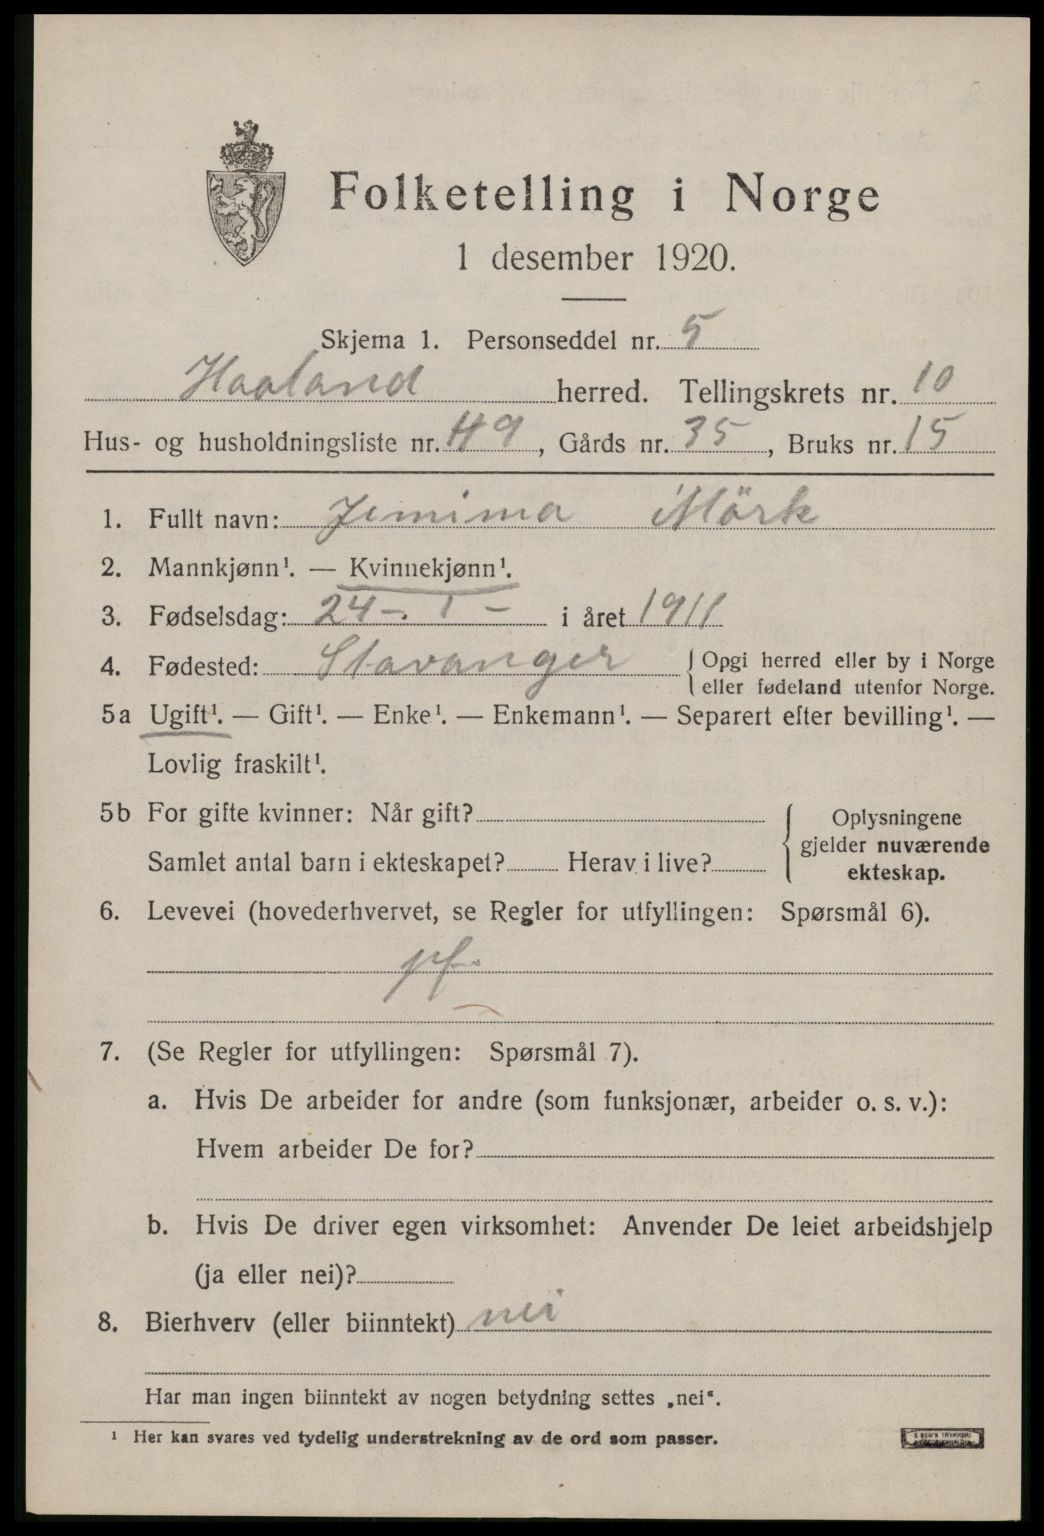 Folketelling i Norge
1 desember 1920.
Skjema 1. Personseddel nr. 5
Haaland herred. Tellingskrets nr. 10
Hus- og husholdningsliste nr. 49, Gårds nr. 35, Bruks nr. 15
1. Fullt navn: Jemima Mörk
2. Mannkjønn¹. — Kvinnekjønn¹.
3. Fødselsdag: 24-. 1 - i året 1911
4. Fødested: Stavanger { Opgi herred eller by i Norge
eller fødeland utenfor Norge.
5a Ugift¹. — Gift¹. — Enke¹. — Enkemann¹. — Separert efter bevilling¹. —
Lovlig fraskilt¹.
5b For gifte kvinner: Når gift?
Samlet antal barn i ekteskapet? Herav i live?
{ Oplysningene
gjelder nuværende
ekteskap.
6. Levevei (hovederhvervet, se Regler for utfyllingen: Spørsmål 6).
pf.
7. (Se Regler for utfyllingen: Spørsmål 7).
a. Hvis De arbeider for andre (som funksjonær, arbeider o. s. v.):
Hvem arbeider De for?
b. Hvis De driver egen virksomhet: Anvender De leiet arbeidshjelp
(ja eller nei)?
8. Bierhverv (eller biinntekt) nei
Har man ingen biinntekt av nogen betydning settes „nei“.
¹ Her kan svares ved tydelig understrekning av de ord som passer.